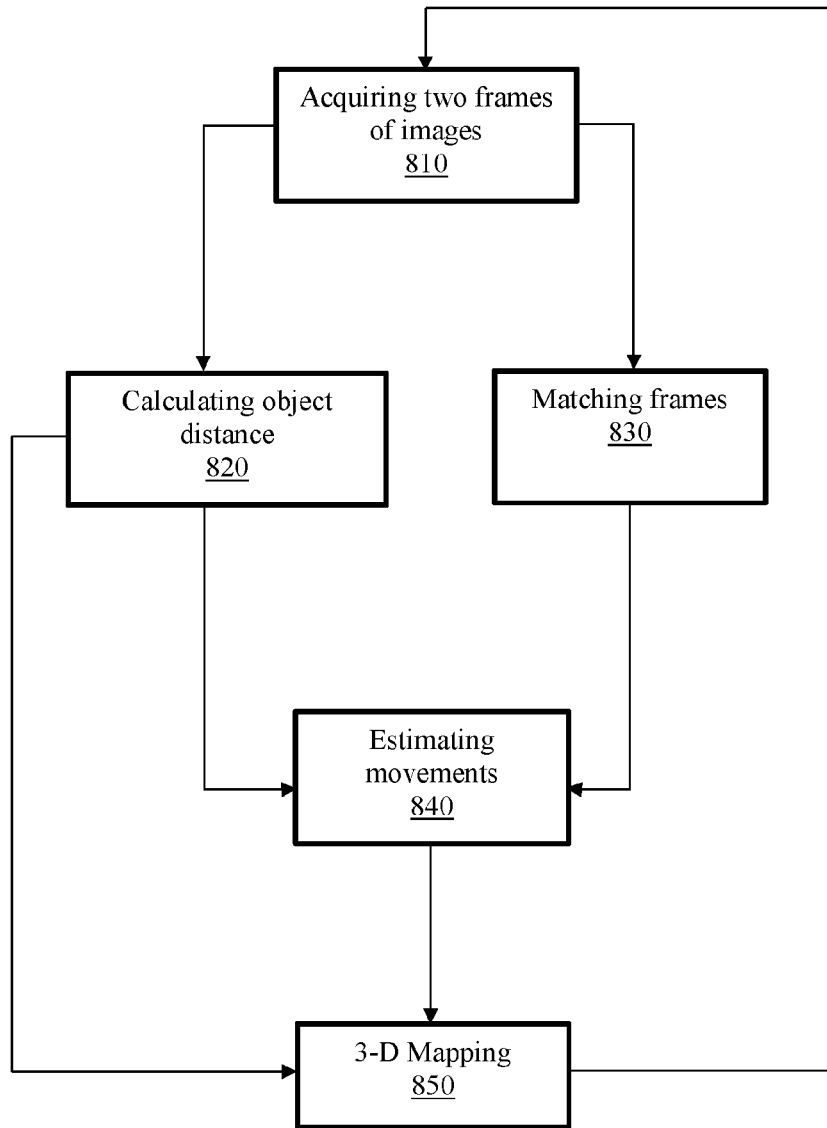 Acquiring two frames
of images
810
Calculating object
distance
820
Matching frames
830
Estimating
movements
840
3-D Mapping
850